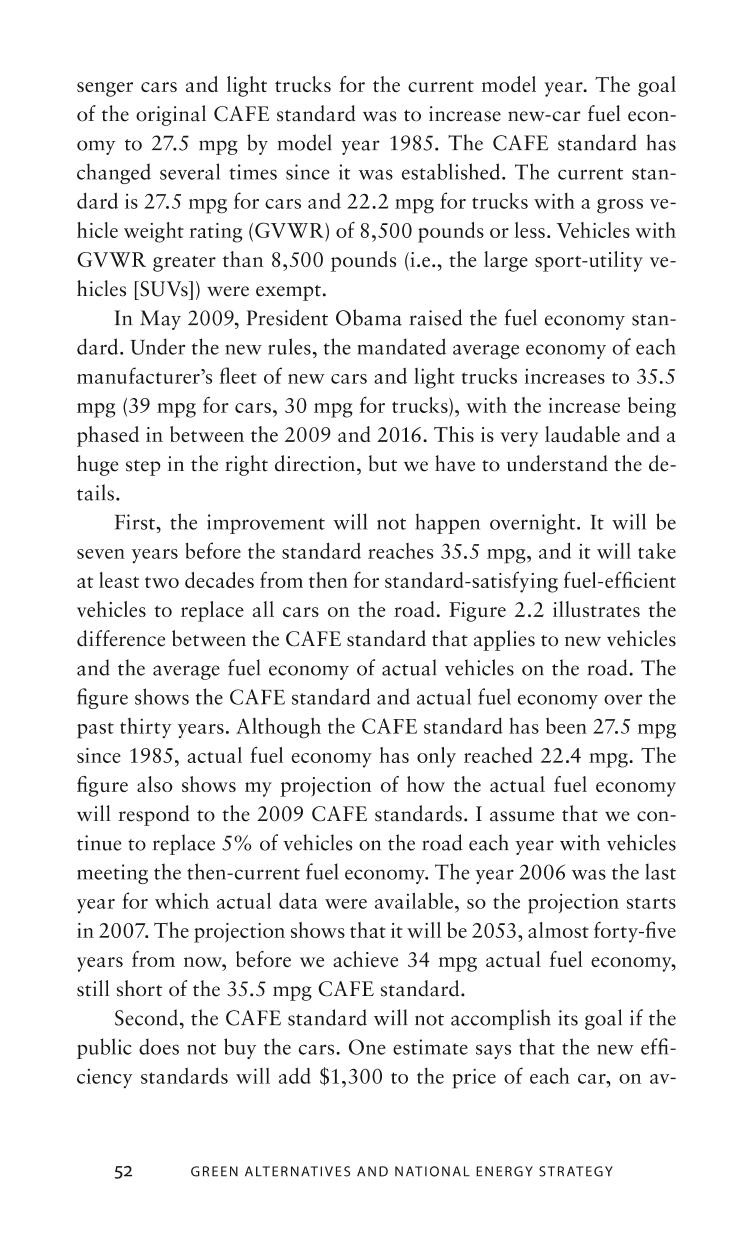 senger cars and light trucks for the current model year. The goal
of the original CAFE standard was to increase new-car fuel econ-
omy to 27.5 mpg by model year 1985. The CAFE standard has
changed several times since it was established. The current stan-
dard is 27.5 mpg for cars and 22.2 mpg for trucks with a gross ve-
hicle weight rating (GVWR) of 8,500 pounds or less. Vehicles with
GVWR greater than 8,500 pounds (i.e., the large sport-utility ve-
hicles [SUVs]) were exempt.
In May 2009, President Obama raised the fuel economy stan-
dard. Under the new rules, the mandated average economy of each
manufacturer’s fleet of new cars and light trucks increases to 35.5
mpg (39 mpg for cars, 30 mpg for trucks), with the increase being
phased in between the 2009 and 2016. This is very laudable and a
huge step in the right direction, but we have to understand the de-
tails.
First, the improvement will not happen overnight. It will be
seven years before the standard reaches 35.5 mpg, and it will take
at least two decades from then for standard-satisfying fuel-efficient
vehicles to replace all cars on the road. Figure 2.2 illustrates the
difference between the CAFE standard that applies to new vehicles
and the average fuel economy of actual vehicles on the road. The
figure shows the CAFE standard and actual fuel economy over the
past thirty years. Although the CAFE standard has been 27.5 mpg
since 1985, actual fuel economy has only reached 22.4 mpg. The
figure also shows my projection of how the actual fuel economy
will respond to the 2009 CAFE standards. I assume that we con-
tinue to replace 5% of vehicles on the road each year with vehicles
meeting the then-current fuel economy. The year 2006 was the last
year for which actual data were available, so the projection starts
in 2007. The projection shows that it will be 2053, almost forty-five
years from now, before we achieve 34 mpg actual fuel economy,
still short of the 35.5 mpg CAFE standard.
Second, the CAFE standard will not accomplish its goal if the
public does not buy the cars. One estimate says that the new effi-
ciency standards will add $1,300 to the price of each car, on av-
52 GREEN ALTERNATIVES AND NATIONAL ENERGY STRATEGY